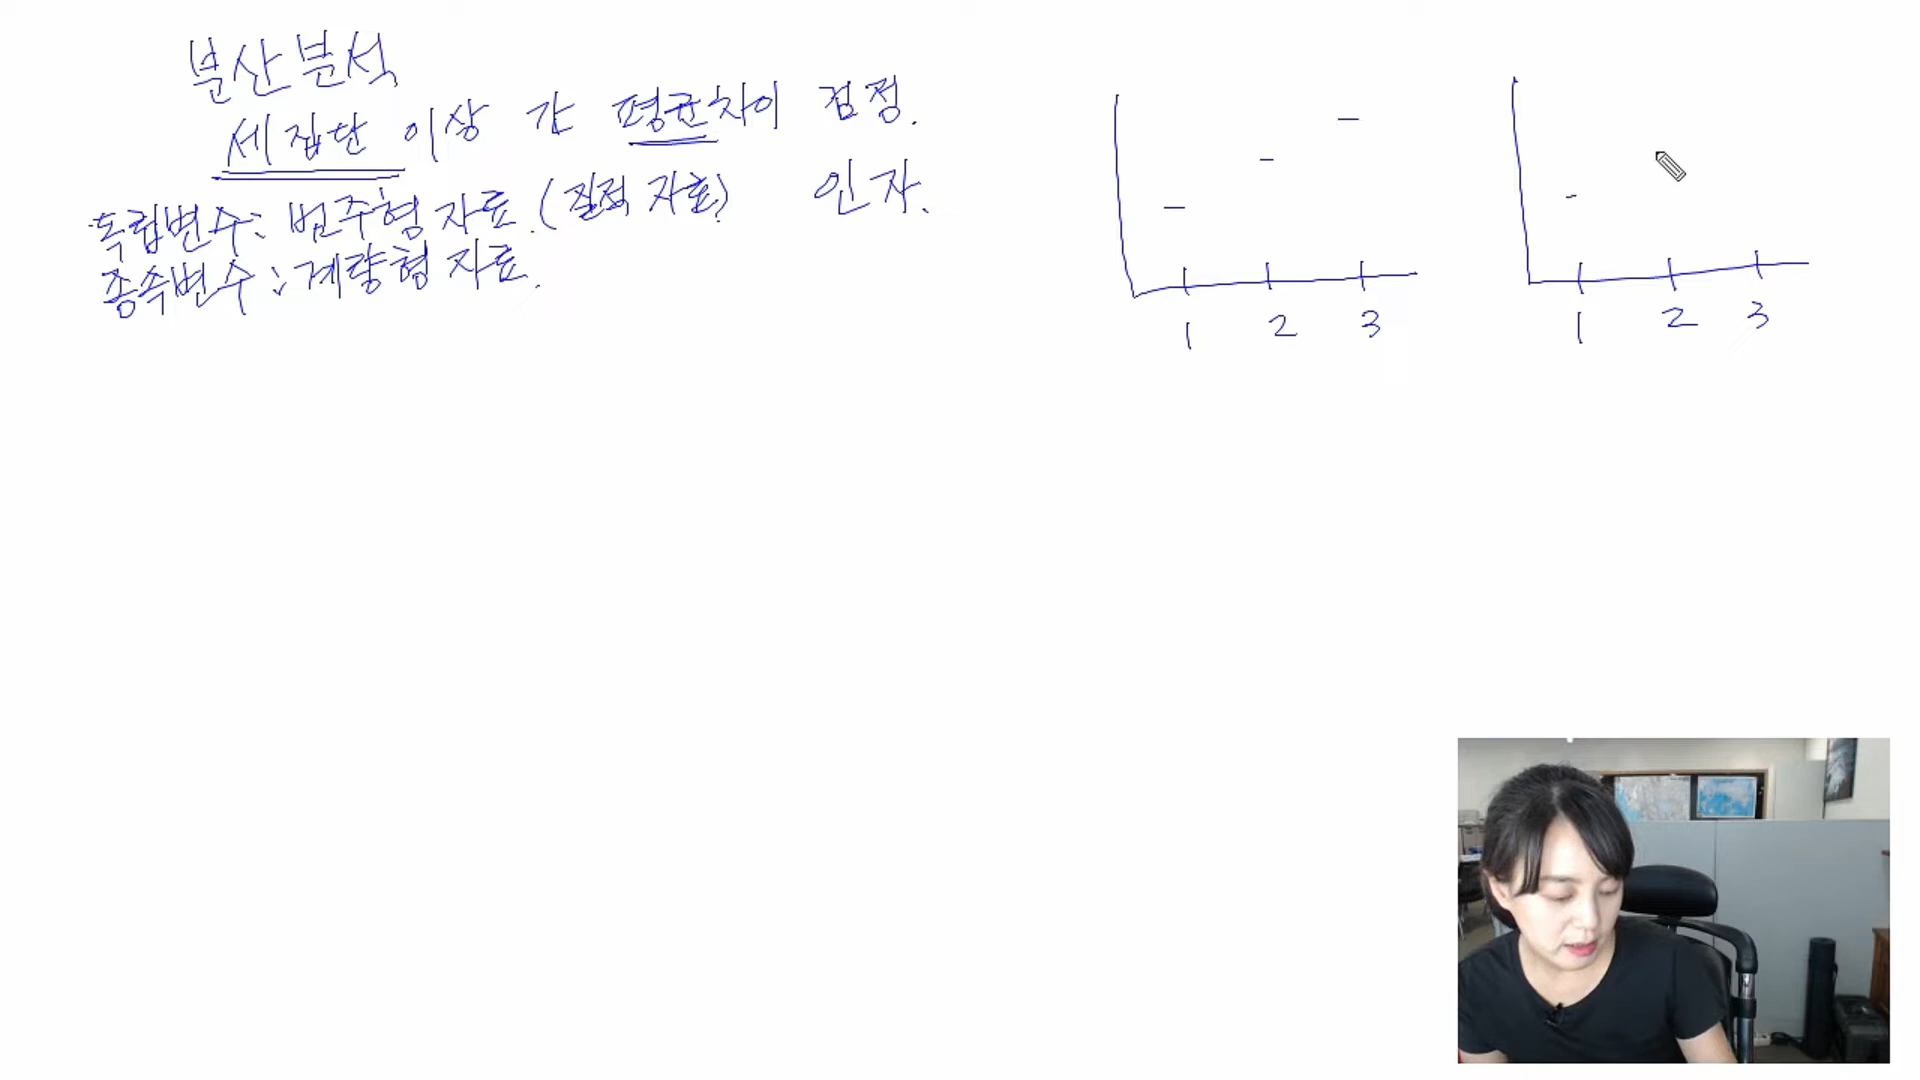 분산분석
세집단 이상 간 평균차이 검정.
독립변수: 범주형 자료. (질적 자료) 인자.
종속변수: 계량형 자료.
1 2 3
1 2 3